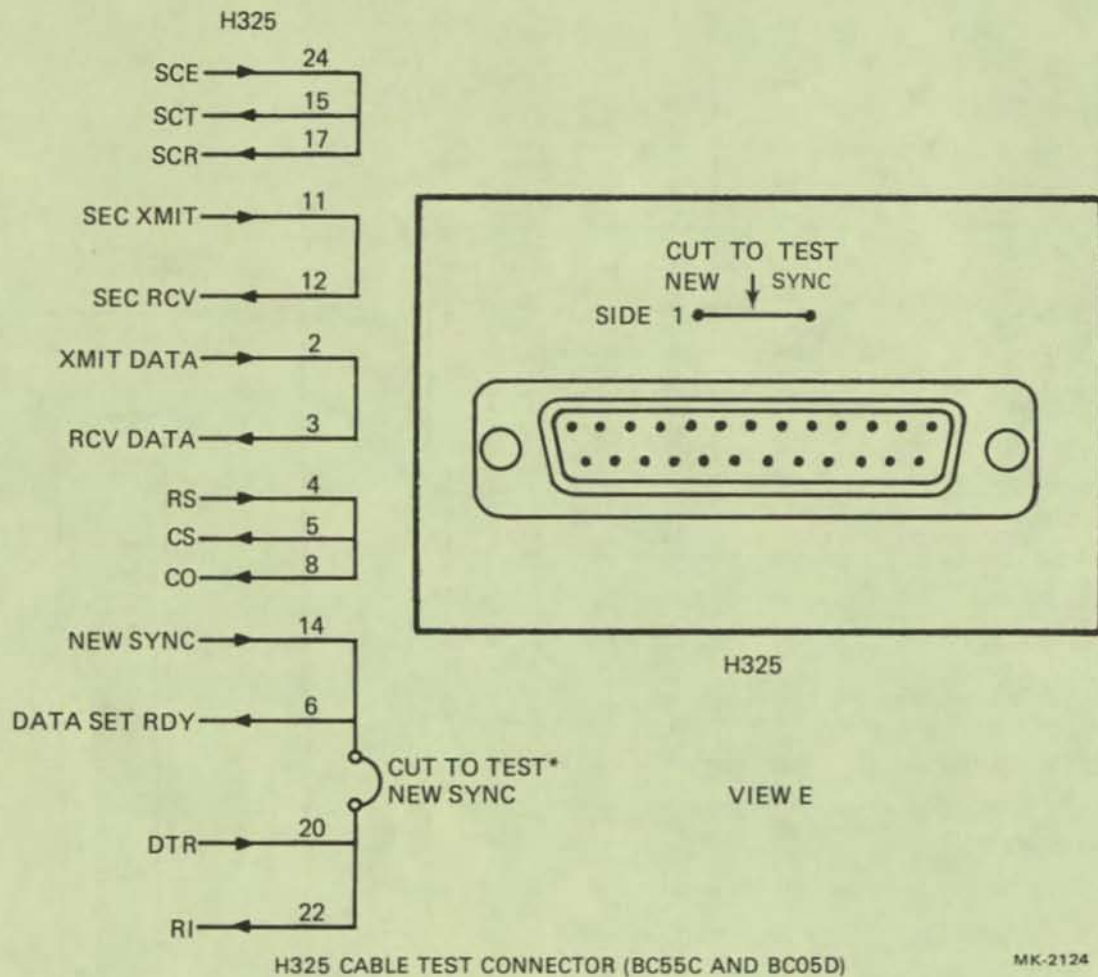 H325
SCE 24
SCT 15
SCR 17
SEC XMIT 11
SEC RCV 12
XMIT DATA 2
RCV DATA 3
RS 4
CS 5
CO 8
NEW SYNC 14
DATA SET RDY 6
CUT TO TEST*
NEW SYNC
DTR 20
RI 22
CUT TO TEST
NEW SYNC
SIDE 1
H325
VIEW E
H325 CABLE TEST CONNECTOR (BC55C AND BC05D)
MK-2124